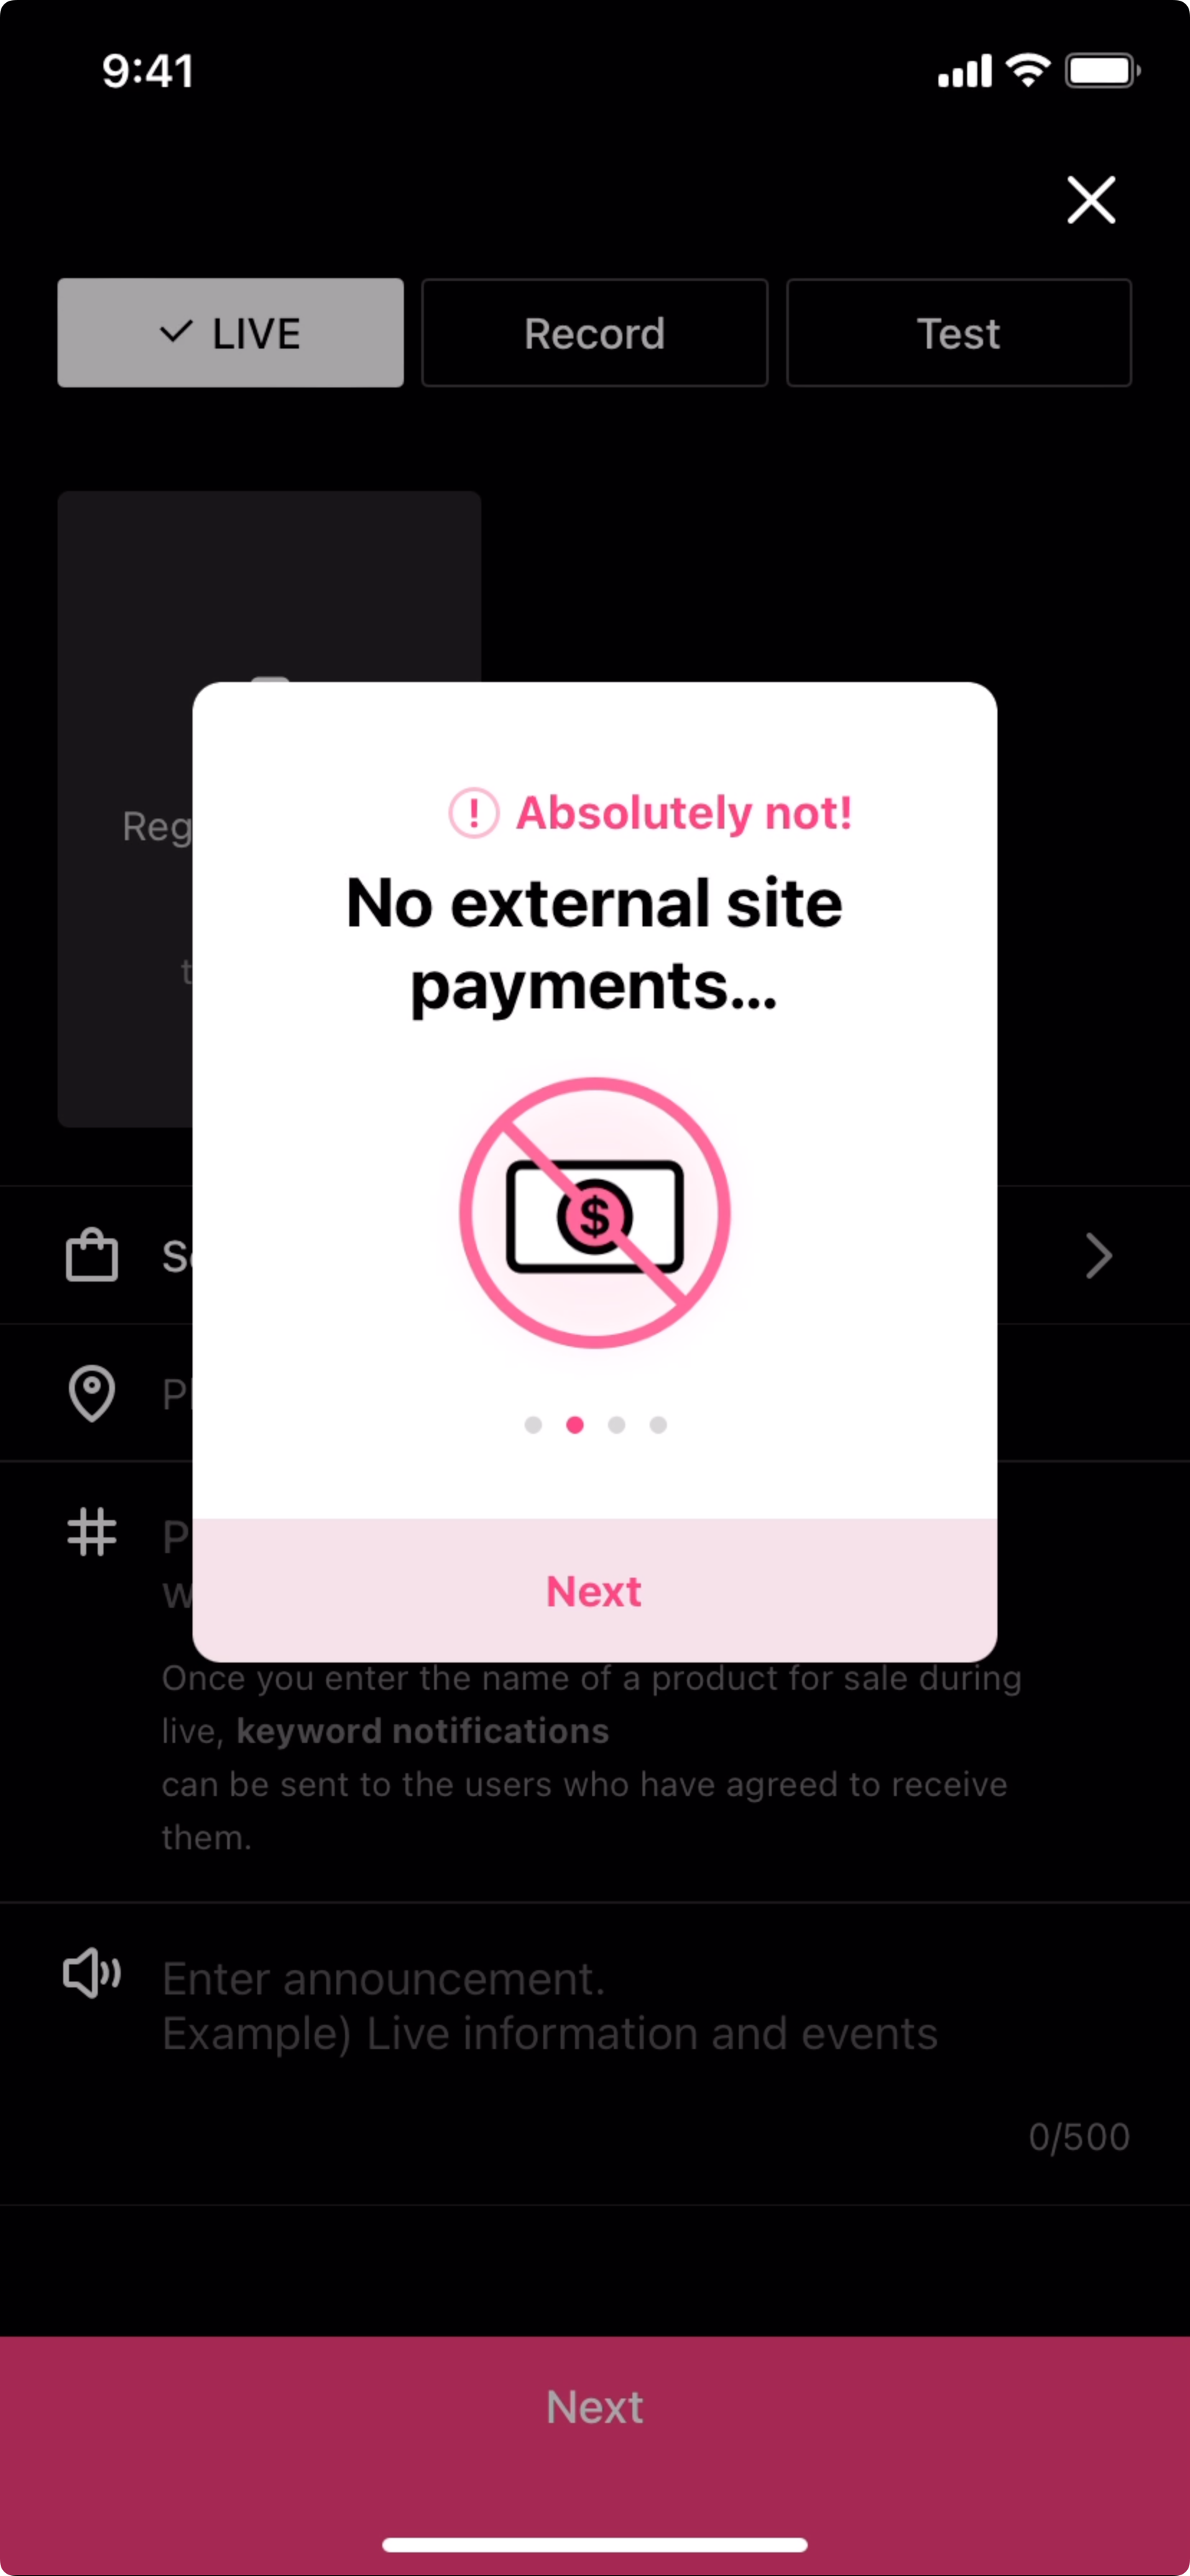 9:41
LIVE
Record
Test
Reg
! Absolutely not!
No external site
payments...
$
Next
Once you enter the name of a product for sale during
live, keyword notifications
can be sent to the users who have agreed to receive
them.
Enter announcement.
Example) Live information and events
0/500
Next